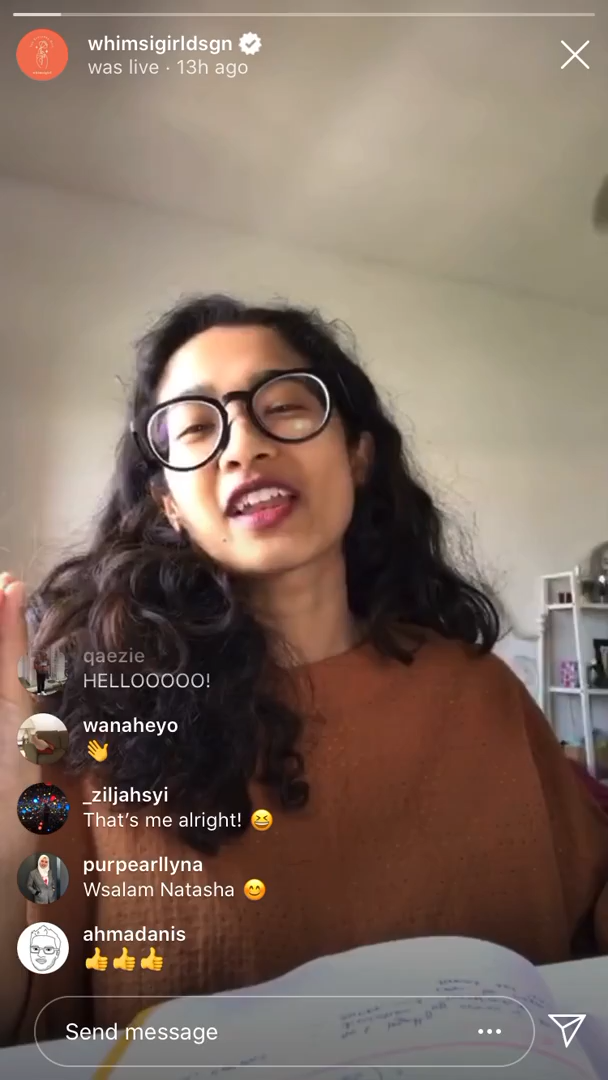 whimsigirldsgn
was live · 13h ago
qaezie
HELLOOOOO!
wanaheyo
👋
_ziljahsyi
That’s me alright! 😆
purpearllyna
Wsalam Natasha 😊
ahmadanis
👍👍👍
Send message